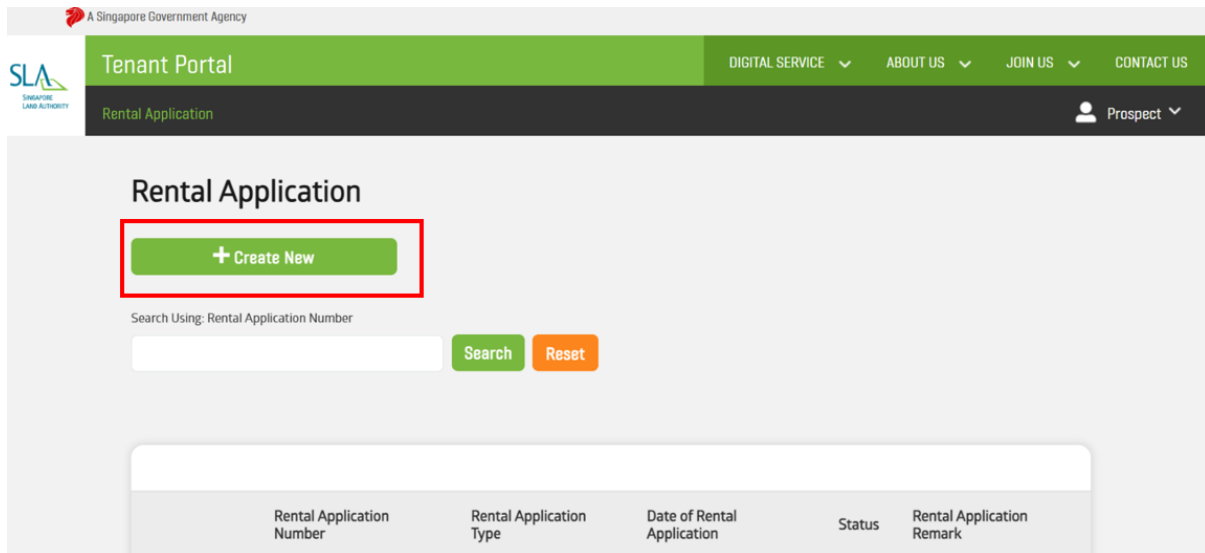 A Singapore Government Agency
SLA
SINGAPORE
LAND AUTHORITY
Tenant Portal
DIGITAL SERVICE
ABOUT US
JOIN US
CONTACT US
Rental Application
Prospect
Rental Application
+ Create New
Search Using: Rental Application Number
Search
Reset
Rental Application
Number
Rental Application
Type
Date of Rental
Application
Status
Rental Application
Remark